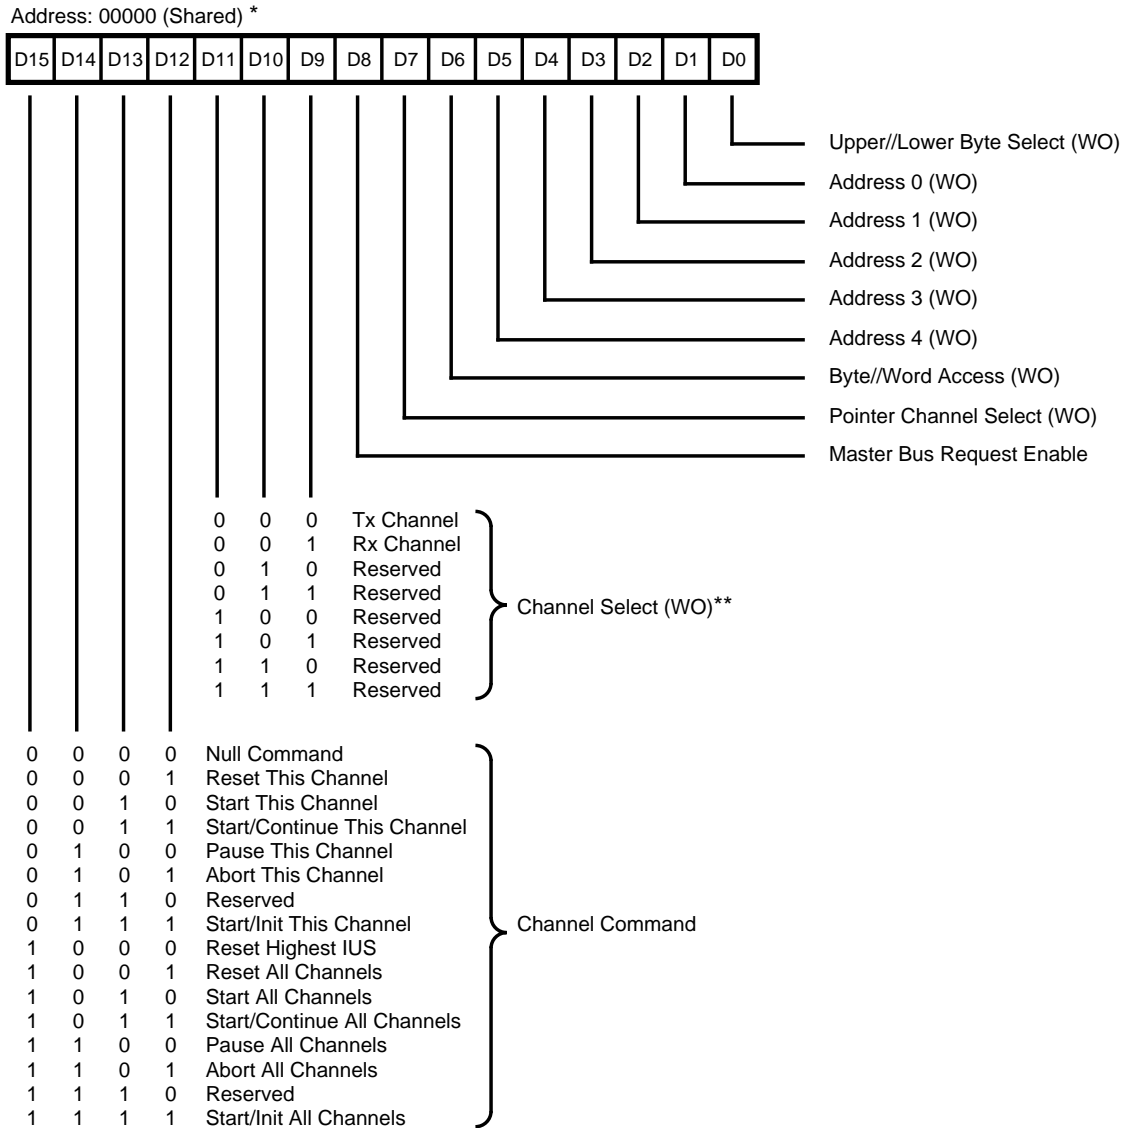 Address: 00000 (Shared) *
D15 D14 D13 D12 D11 D10 D9 D8 D7 D6 D5 D4 D3 D2 D1 D0
Upper//Lower Byte Select (WO)
Address 0 (WO)
Address 1 (WO)
Address 2 (WO)
Address 3 (WO)
Address 4 (WO)
Byte//Word Access (WO)
Pointer Channel Select (WO)
Master Bus Request Enable
0 0 0 Tx Channel
0 0 1 Rx Channel
0 1 0 Reserved
0 1 1 Reserved
Channel Select (WO)**
1 0 0 Reserved
1 0 1 Reserved
1 1 0 Reserved
1 1 1 Reserved
0 0 0 0 Null Command
0 0 0 1 Reset This Channel
0 0 1 0 Start This Channel
0 0 1 1 Start/Continue This Channel
0 1 0 0 Pause This Channel
0 1 0 1 Abort This Channel
0 1 1 0 Reserved
0 1 1 1 Start/Init This Channel
Channel Command
1 0 0 0 Reset Highest IUS
1 0 0 1 Reset All Channels
1 0 1 0 Start All Channels
1 0 1 1 Start/Continue All Channels
1 1 0 0 Pause All Channels
1 1 0 1 Abort All Channels
1 1 1 0 Reserved
1 1 1 1 Start/Init All Channels